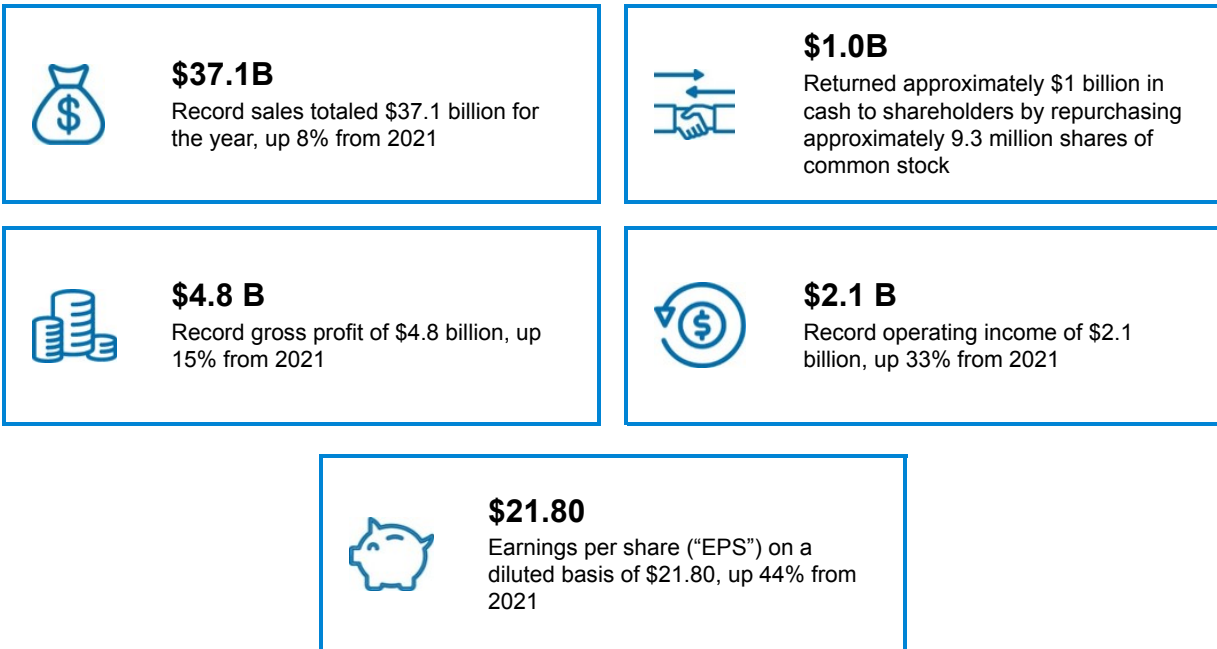 $37.1B
Record sales totaled $37.1 billion for
the year, up 8% from 2021
$1.0B
Returned approximately $1 billion in
cash to shareholders by repurchasing
approximately 9.3 million shares of
common stock
$4.8 B
Record gross profit of $4.8 billion, up
15% from 2021
$2.1 B
Record operating income of $2.1
billion, up 33% from 2021
$21.80
Earnings per share (“EPS”) on a
diluted basis of $21.80, up 44% from
2021